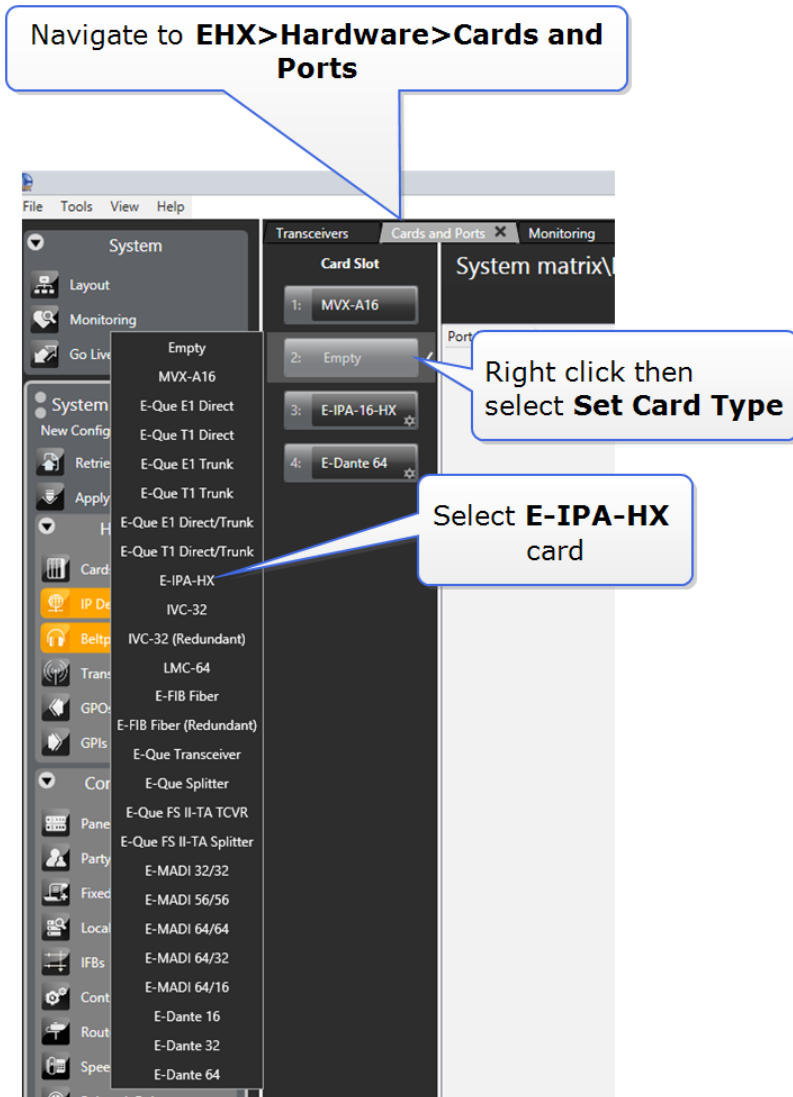 Navigate to EHX>Hardware>Cards and
Ports
File Tools View Help
System
Layout
Monitoring
Go Live
System
New Config
Retrie
Apply
H
Card
IP De
Beltp
Trans
GPO
GPIs
Con
Pane
Party
Fixed
Local
IFBs
Cont
Rout
Spee
Empty
MVX-A16
E-Que E1 Direct
E-Que T1 Direct
E-Que E1 Trunk
E-Que T1 Trunk
E-Que E1 Direct/Trunk
E-Que T1 Direct/Trunk
E-IPA-HX
IVC-32
IVC-32 (Redundant)
LMC-64
E-FIB Fiber
E-FIB Fiber (Redundant)
E-Que Transceiver
E-Que Splitter
E-Que FS II-TA TCVR
E-Que FS II-TA Splitter
E-MADI 32/32
E-MADI 56/56
E-MADI 64/64
E-MADI 64/32
E-MADI 64/16
E-Dante 16
E-Dante 32
E-Dante 64
Transceivers Cards and Ports Monitoring
Card Slot
1: MVX-A16
2: Empty
3: E-IPA-16-HX
4: E-Dante 64
System matrix\
Port
Right click then
select Set Card Type
Select E-IPA-HX
card